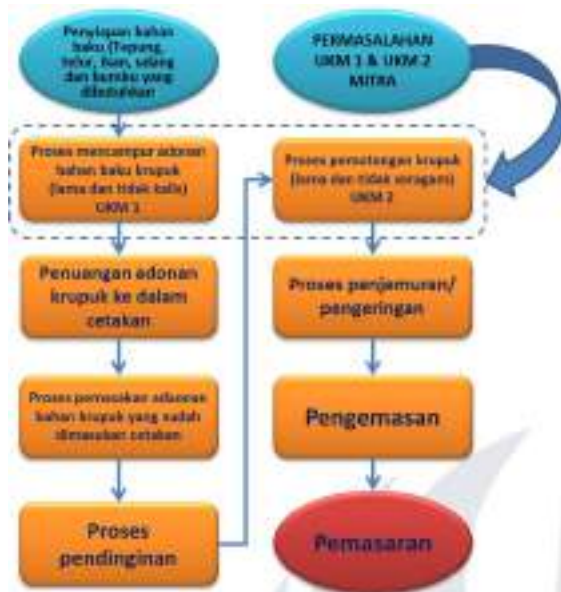 Penyiapan bahan
baku (Tepung,
telur, ikan, udang
dan bumbu yang
dibutuhkan
PERMASALAHAN
UKM 1 & UKM 2
MITRA
Proses mencampur adonan
bahan baku krupuk
(lama dan tidak kalis)
UKM 1
Proses pemotongan krupuk
(lama dan tidak seragam)
UKM 2
Penuangan adonan
krupuk ke dalam
cetakan
Proses penjemuran/
pengeringan
Proses pemasakan adonan
bahan krupuk yang sudah
dimasukan cetakan
Pengemasan
Proses
pendinginan
Pemasaran